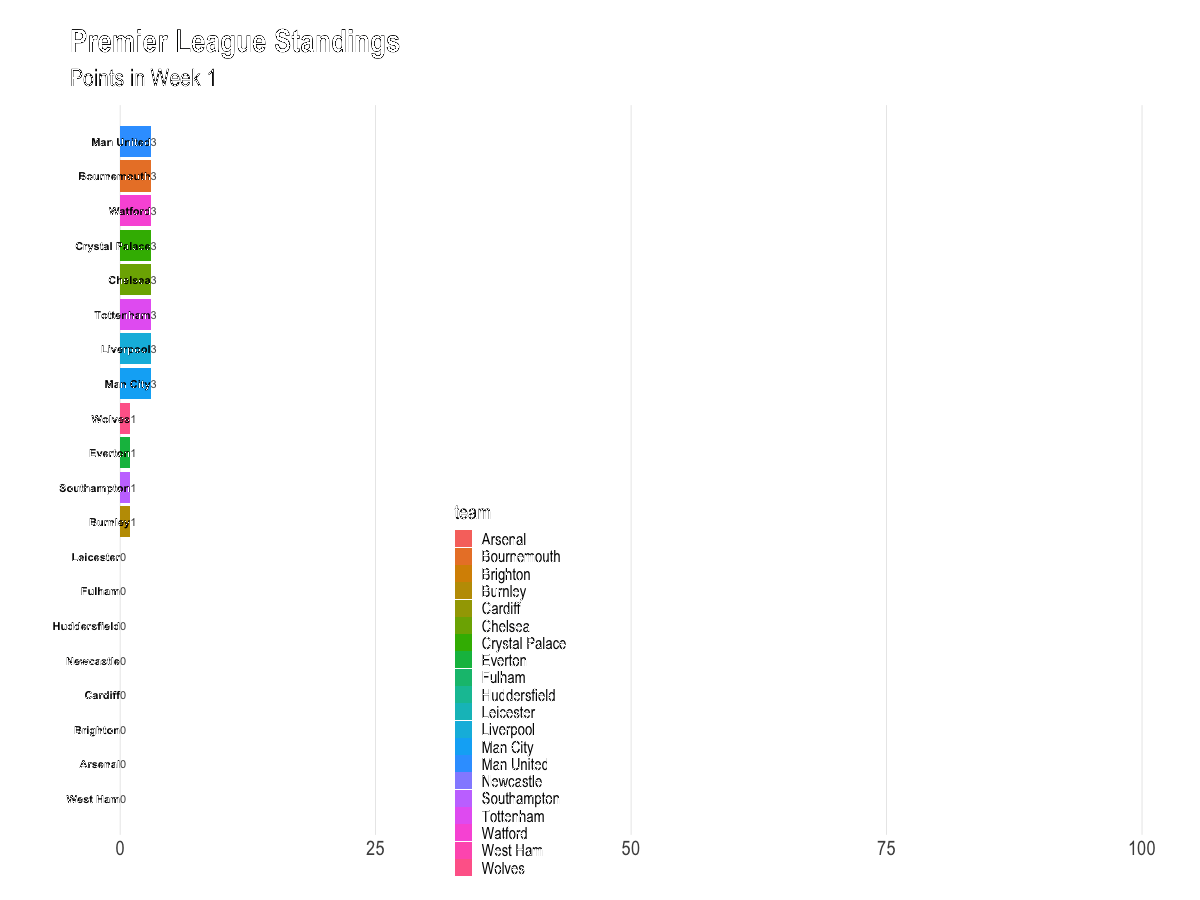 Premier League Standings
Points in Week 1
Man United 3
Bournemouth 3
Watford 3
Crystal Palace 3
Chelsea 3
Tottenham 3
Liverpool 3
Man City 3
Wolves 1
Everton 1
Southampton 1
Burnley 1
Leicester 0
Fulham 0
Huddersfield 0
Newcastle 0
Cardiff 0
Brighton 0
Arsenal 0
West Ham 0
team
Arsenal
Bournemouth
Brighton
Burnley
Cardiff
Chelsea
Crystal Palace
Everton
Fulham
Huddersfield
Leicester
Liverpool
Man City
Man United
Newcastle
Southampton
Tottenham
Watford
West Ham
Wolves
0 25 50 75 100